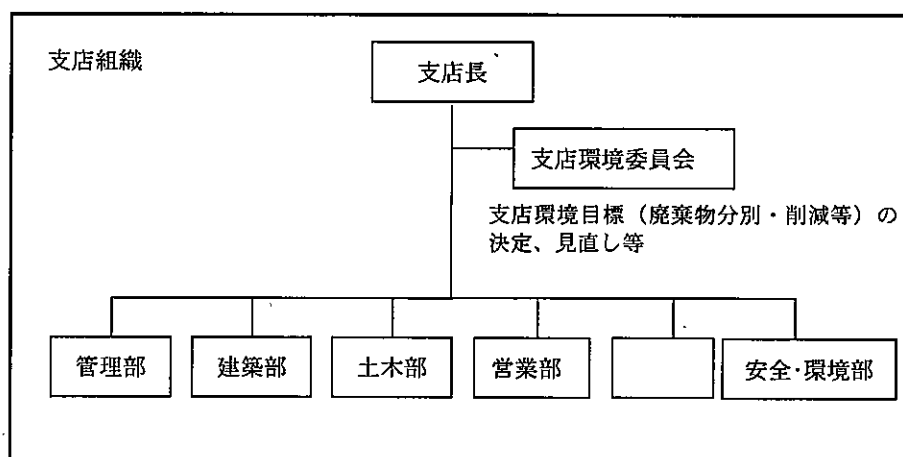 支店組織
支店長
支店環境委員会
支店環境目標（廃棄物分別・削減等）の
決定、見直し等
管理部
建築部
土木部
営業部
安全・環境部